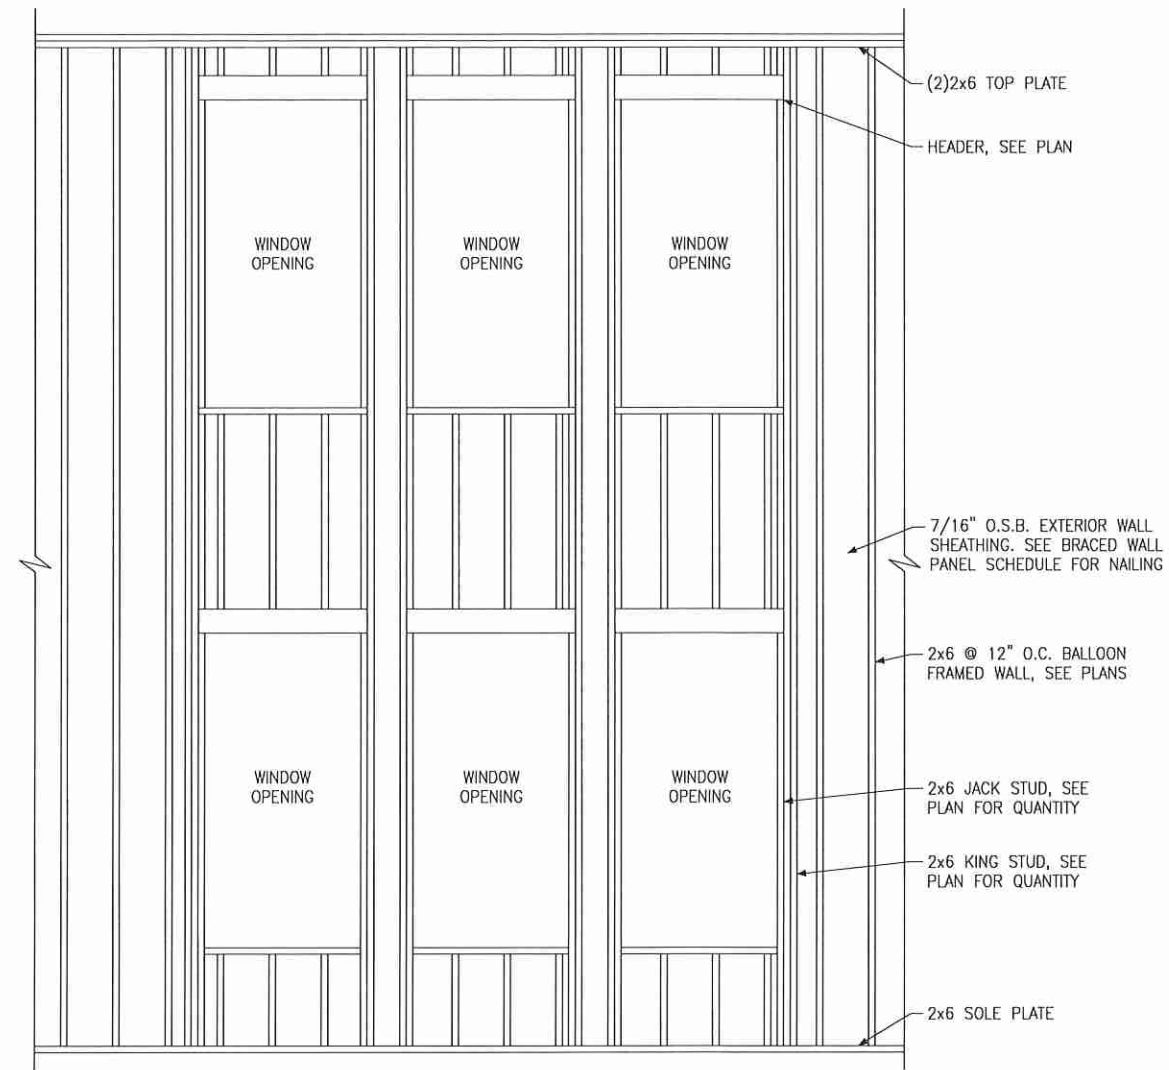 (2)2x6 TOP PLATE
HEADER, SEE PLAN
WINDOW
OPENING
WINDOW
OPENING
WINDOW
OPENING
7/16" O.S.B. EXTERIOR WALL
SHEATHING. SEE BRACED WALL
PANEL SCHEDULE FOR NAILING
2x6 @ 12" O.C. BALLOON
FRAMED WALL, SEE PLANS
WINDOW
OPENING
WINDOW
OPENING
WINDOW
OPENING
2x6 JACK STUD, SEE
PLAN FOR QUANTITY
2x6 KING STUD, SEE
PLAN FOR QUANTITY
2x6 SOLE PLATE